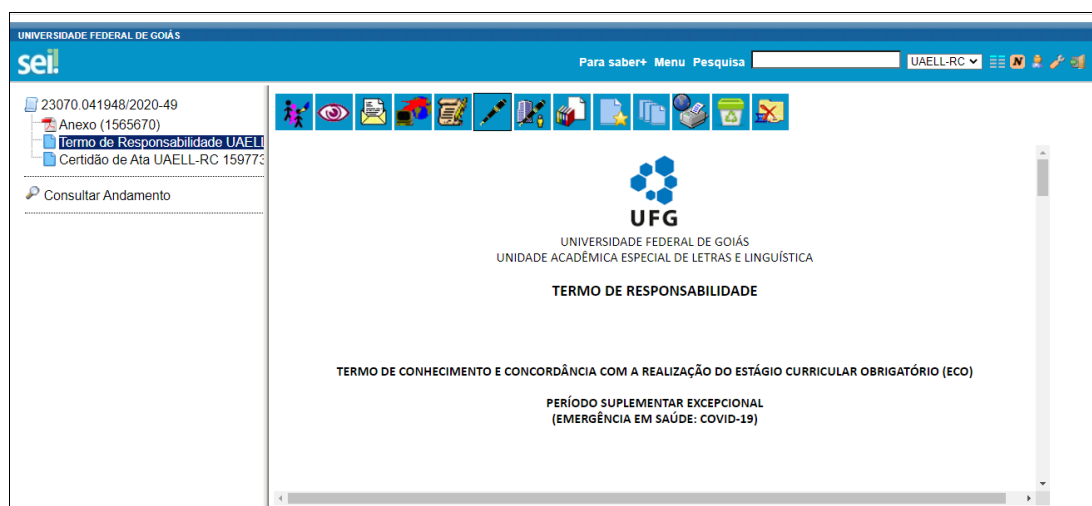 UNIVERSIDADE FEDERAL DE GOIÁS
sei!
Para saber+ Menu Pesquisa
UAELL-RC
N
23070.041948/2020-49
Anexo (1565670)
Termo de Responsabilidade UAELL
Certidão de Ata UAELL-RC 159773
Consultar Andamento
UFG
UNIVERSIDADE FEDERAL DE GOIÁS
UNIDADE ACADÊMICA ESPECIAL DE LETRAS E LINGUÍSTICA
TERMO DE RESPONSABILIDADE
TERMO DE CONHECIMENTO E CONCORDÂNCIA COM A REALIZAÇÃO DO ESTÁGIO CURRICULAR OBRIGATÓRIO (ECO)
PERÍODO SUPLEMENTAR EXCEPCIONAL
(EMERGÊNCIA EM SAÚDE: COVID-19)